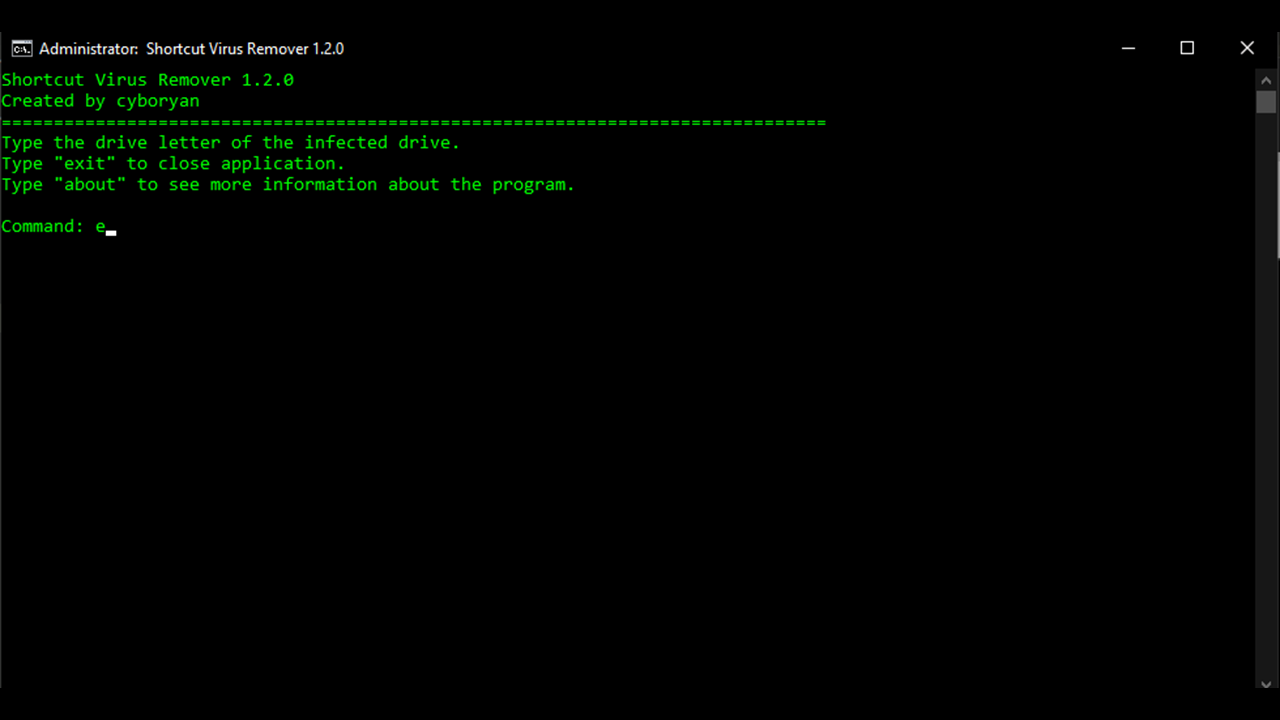 Administrator:  Shortcut Virus Remover 1.2.0
Shortcut Virus Remover 1.2.0
Created by cyboryan
===============================================================================
Type the drive letter of the infected drive.
Type "exit" to close application.
Type "about" to see more information about the program.
Command: e